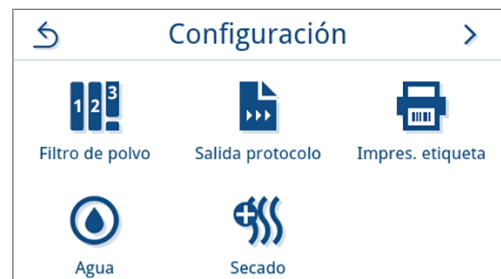 Configuración
1 2 3
Filtro de polvo
Salida protocolo
Impres. etiqueta
Agua
Secado